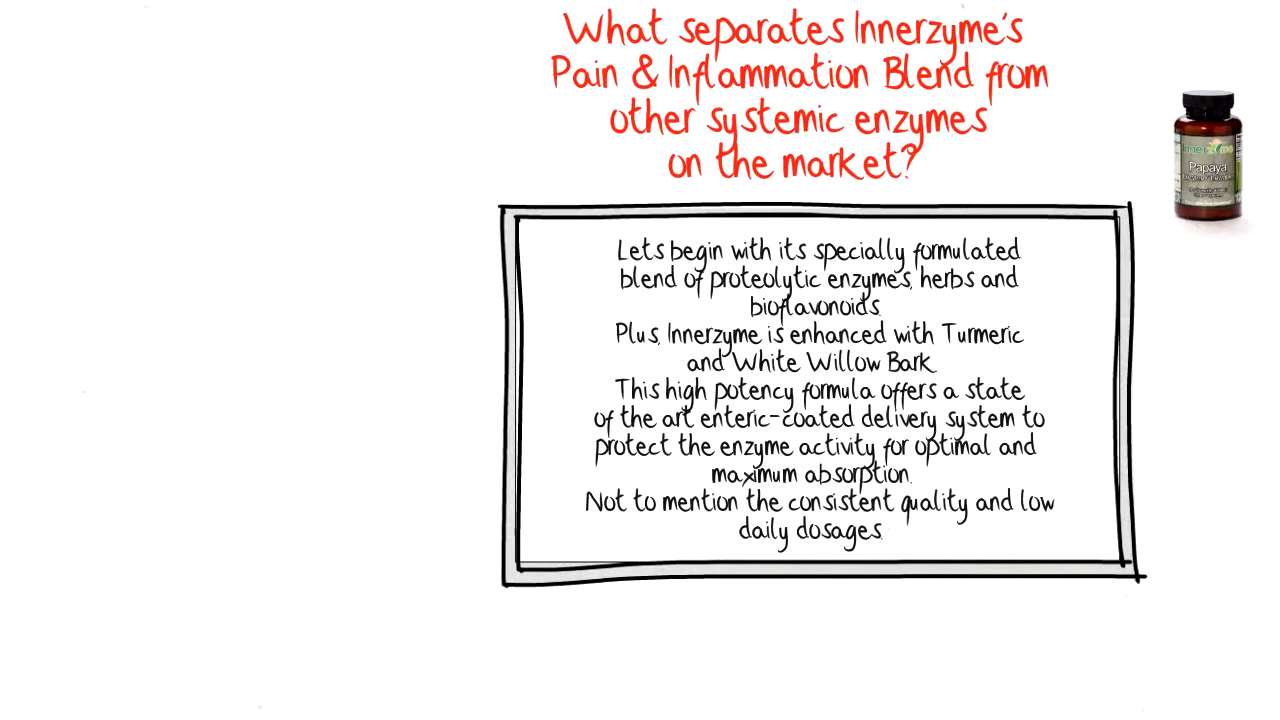 What separates Innerzyme's
Pain & Inflammation Blend from
other systemic enzymes
on the market?
Papaya
Lets begin with its specially formulated
blend of proteolytic enzymes, herbs and
bioflavonoids.
Plus, Innerzyme is enhanced with Turmeric
and White Willow Bark.
This high potency formula offers a state
of the art enteric-coated delivery system to
protect the enzyme activity for optimal and
maximum absorption.
Not to mention the consistent quality and low
daily dosages.